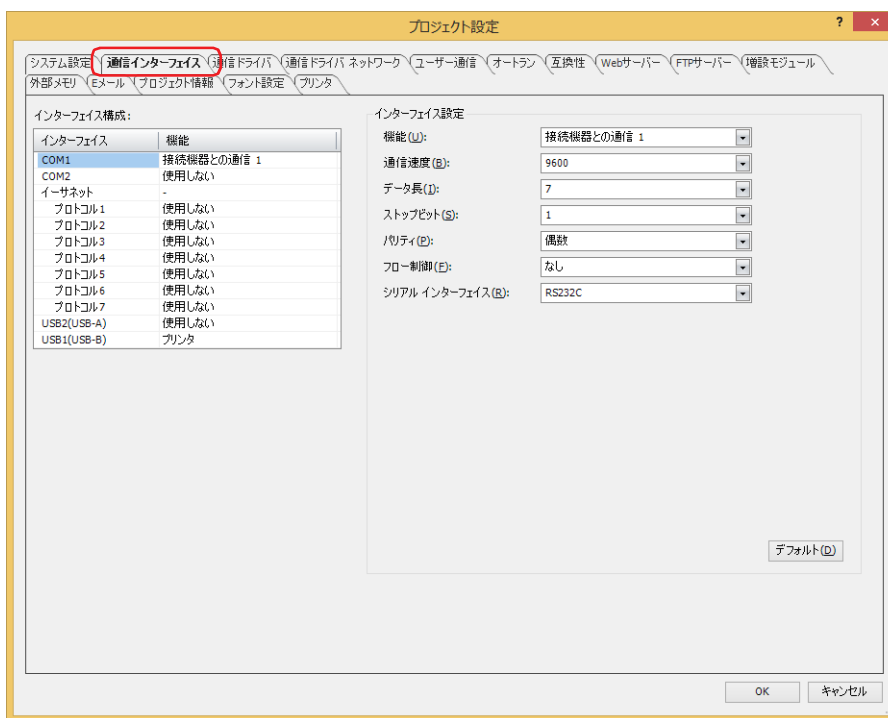 プロジェクト設定
? ×
システム設定 通信インターフェイス 通信ドライバ 通信ドライバ ネットワーク ユーザー通信 オートラン 互換性 Webサーバー FTPサーバー 増設モジュール
外部メモリ Eメール プロジェクト情報 フォント設定 プリンタ
インターフェイス構成:
インターフェイス 機能
COM1 接続機器との通信 1
COM2 使用しない
イーサネット -
プロトコル1 使用しない
プロトコル2 使用しない
プロトコル3 使用しない
プロトコル4 使用しない
プロトコル5 使用しない
プロトコル6 使用しない
プロトコル7 使用しない
USB2(USB-A) 使用しない
USB1(USB-B) プリンタ
インターフェイス設定
機能(U): 接続機器との通信 1
通信速度(B): 9600
データ長(I): 7
ストップビット(S): 1
パリティ(P): 偶数
フロー制御(F): なし
シリアル インターフェイス(R): RS232C
デフォルト(D)
OK キャンセル